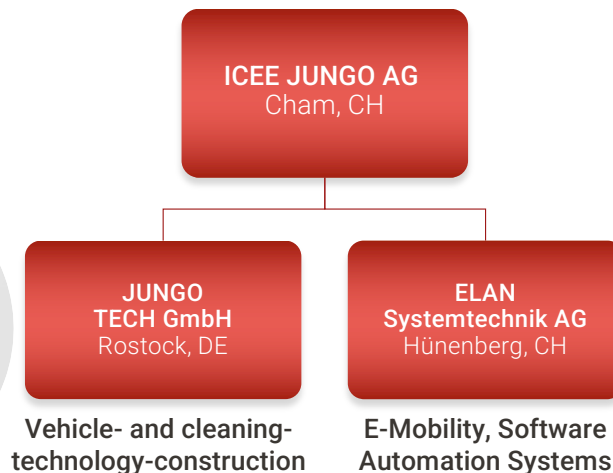 ICEE JUNGO AG
Cham, CH
JUNGO
TECH GmbH
Rostock, DE
ELAN
Systemtechnik AG
Hünenberg, CH
Vehicle- and cleaning-
technology-construction
E-Mobility, Software
Automation Systems